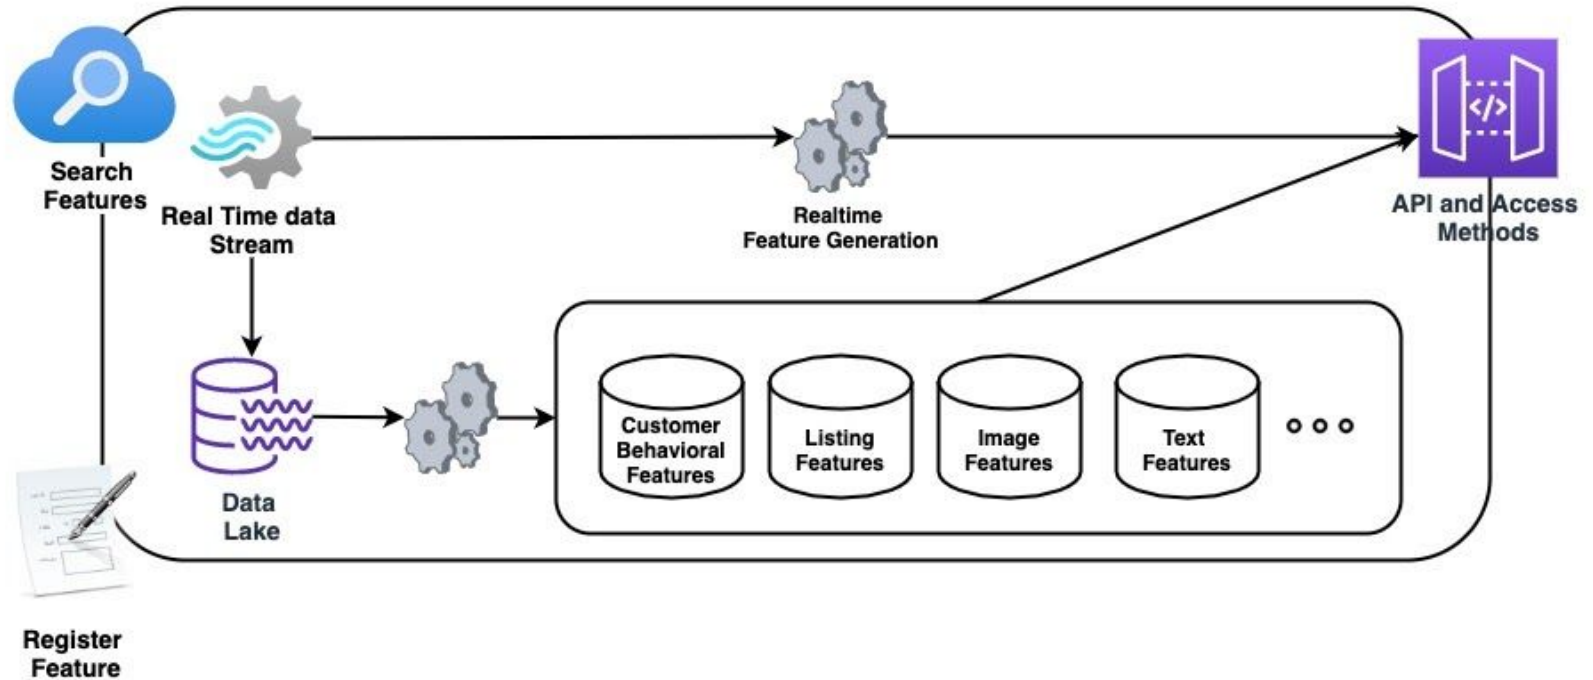 Search
Features
Real Time data
Stream
Realtime
Feature Generation
</>
API and Access
Methods
Customer
Behavioral
Features
Listing
Features
Image
Features
Text
Features
Data
Lake
Register
Feature